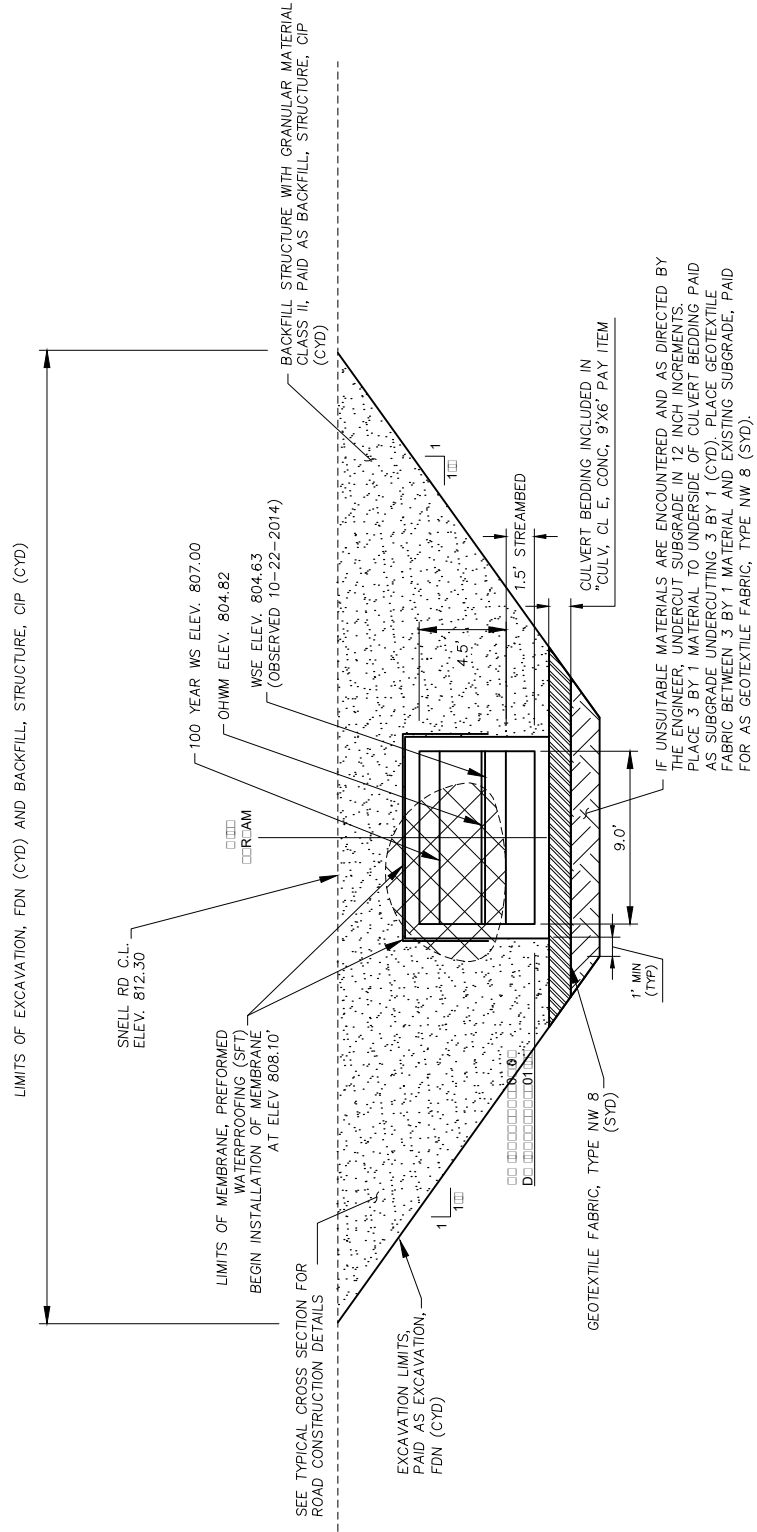 LIMITS OF EXCAVATION, FDN (CYD) AND BACKFILL, STRUCTURE, CIP (CYD)
SNELL RD C.L.
ELEV. 812.30
100 YEAR WS ELEV. 807.00
OHWM ELEV. 804.82
WSE ELEV. 804.63
(OBSERVED 10-22-2014)
BACKFILL STRUCTURE WITH GRANULAR MATERIAL
CLASS II, PAID AS BACKFILL, STRUCTURE, CIP
(CYD)
LIMITS OF MEMBRANE, PREFORMED
WATERPROOFING (SFT)
BEGIN INSTALLATION OF MEMBRANE
AT ELEV 808.10'
SEE TYPICAL CROSS SECTION FOR
ROAD CONSTRUCTION DETAILS
EXCAVATION LIMITS,
PAID AS EXCAVATION,
FDN (CYD)
1
1
1
1
4.5'
1.5' STREAMBED
9.0'
1' MIN
(TYP)
CULVERT BEDDING INCLUDED IN
"CULV, CL E, CONC, 9'X6' PAY ITEM
GEOTEXTILE FABRIC, TYPE NW 8
(SYD)
IF UNSUITABLE MATERIALS ARE ENCOUNTERED AND AS DIRECTED BY
THE ENGINEER, UNDERCUT SUBGRADE IN 12 INCH INCREMENTS.
PLACE 3 BY 1 MATERIAL TO UNDERSIDE OF CULVERT BEDDING PAID
AS SUBGRADE UNDERCUTTING 3 BY 1 (CYD). PLACE GEOTEXTILE
FABRIC BETWEEN 3 BY 1 MATERIAL AND EXISTING SUBGRADE, PAID
FOR AS GEOTEXTILE FABRIC, TYPE NW 8 (SYD).